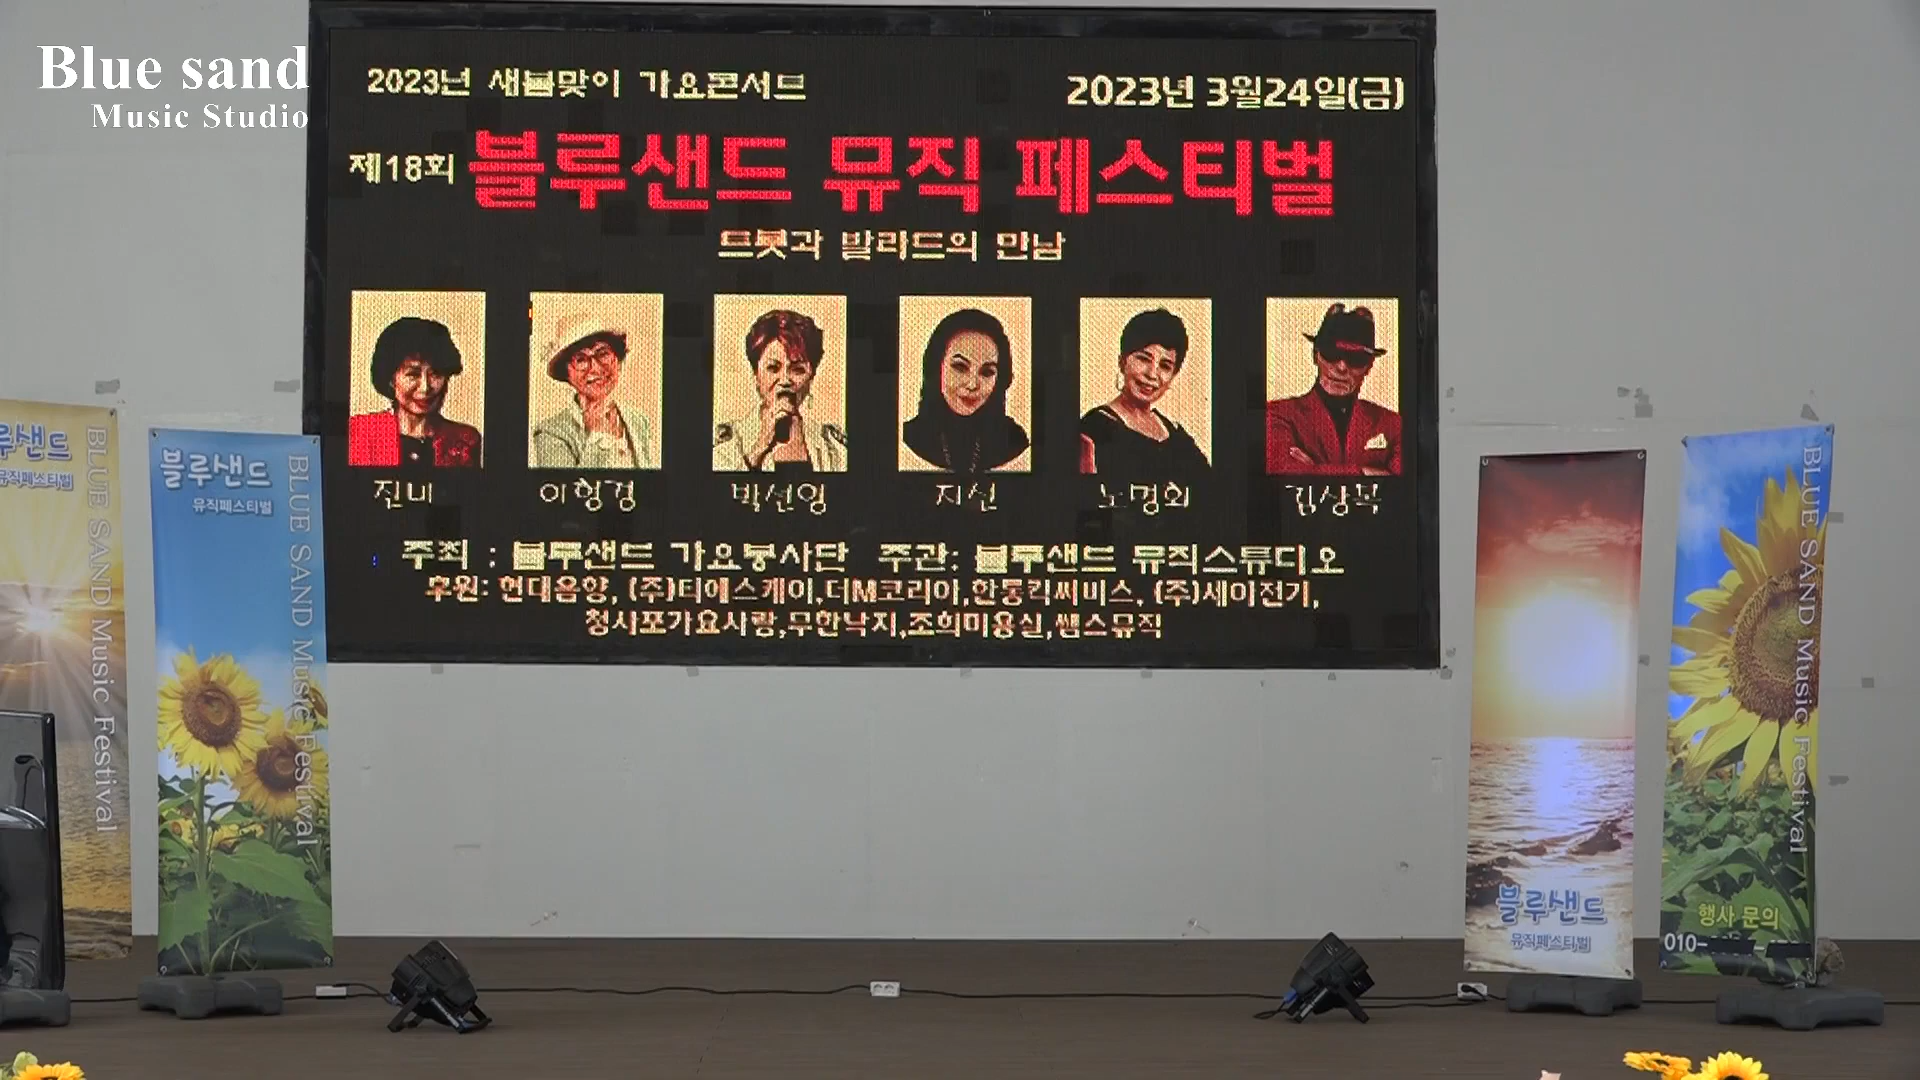 Blue sand
Music Studio
2023년 새봄맞이 가요콘서트
2023년 3월24일(금)
제18회 블루샌드 뮤직 페스티벌
트롯과 발라드의 만남
진비 이형경 박선영 지선 노명희 김상목
주최 : 블루샌드 가요봉사단 주관: 블루샌드 뮤직스튜디오
후원: 현대음향, (주)티에스케이,더M코리아,한통킥써비스, (주)세이전기,
청사포가요사랑,무한낙지,조희미용실,쌤스뮤직
루샌드
뮤직페스티벌
BLUE SAND Music Festival
블루샌드
뮤직페스티벌
BLUE SAND Music Festival
블루샌드
뮤직페스티벌
BLUE SAND Music Festival
행사 문의
010-